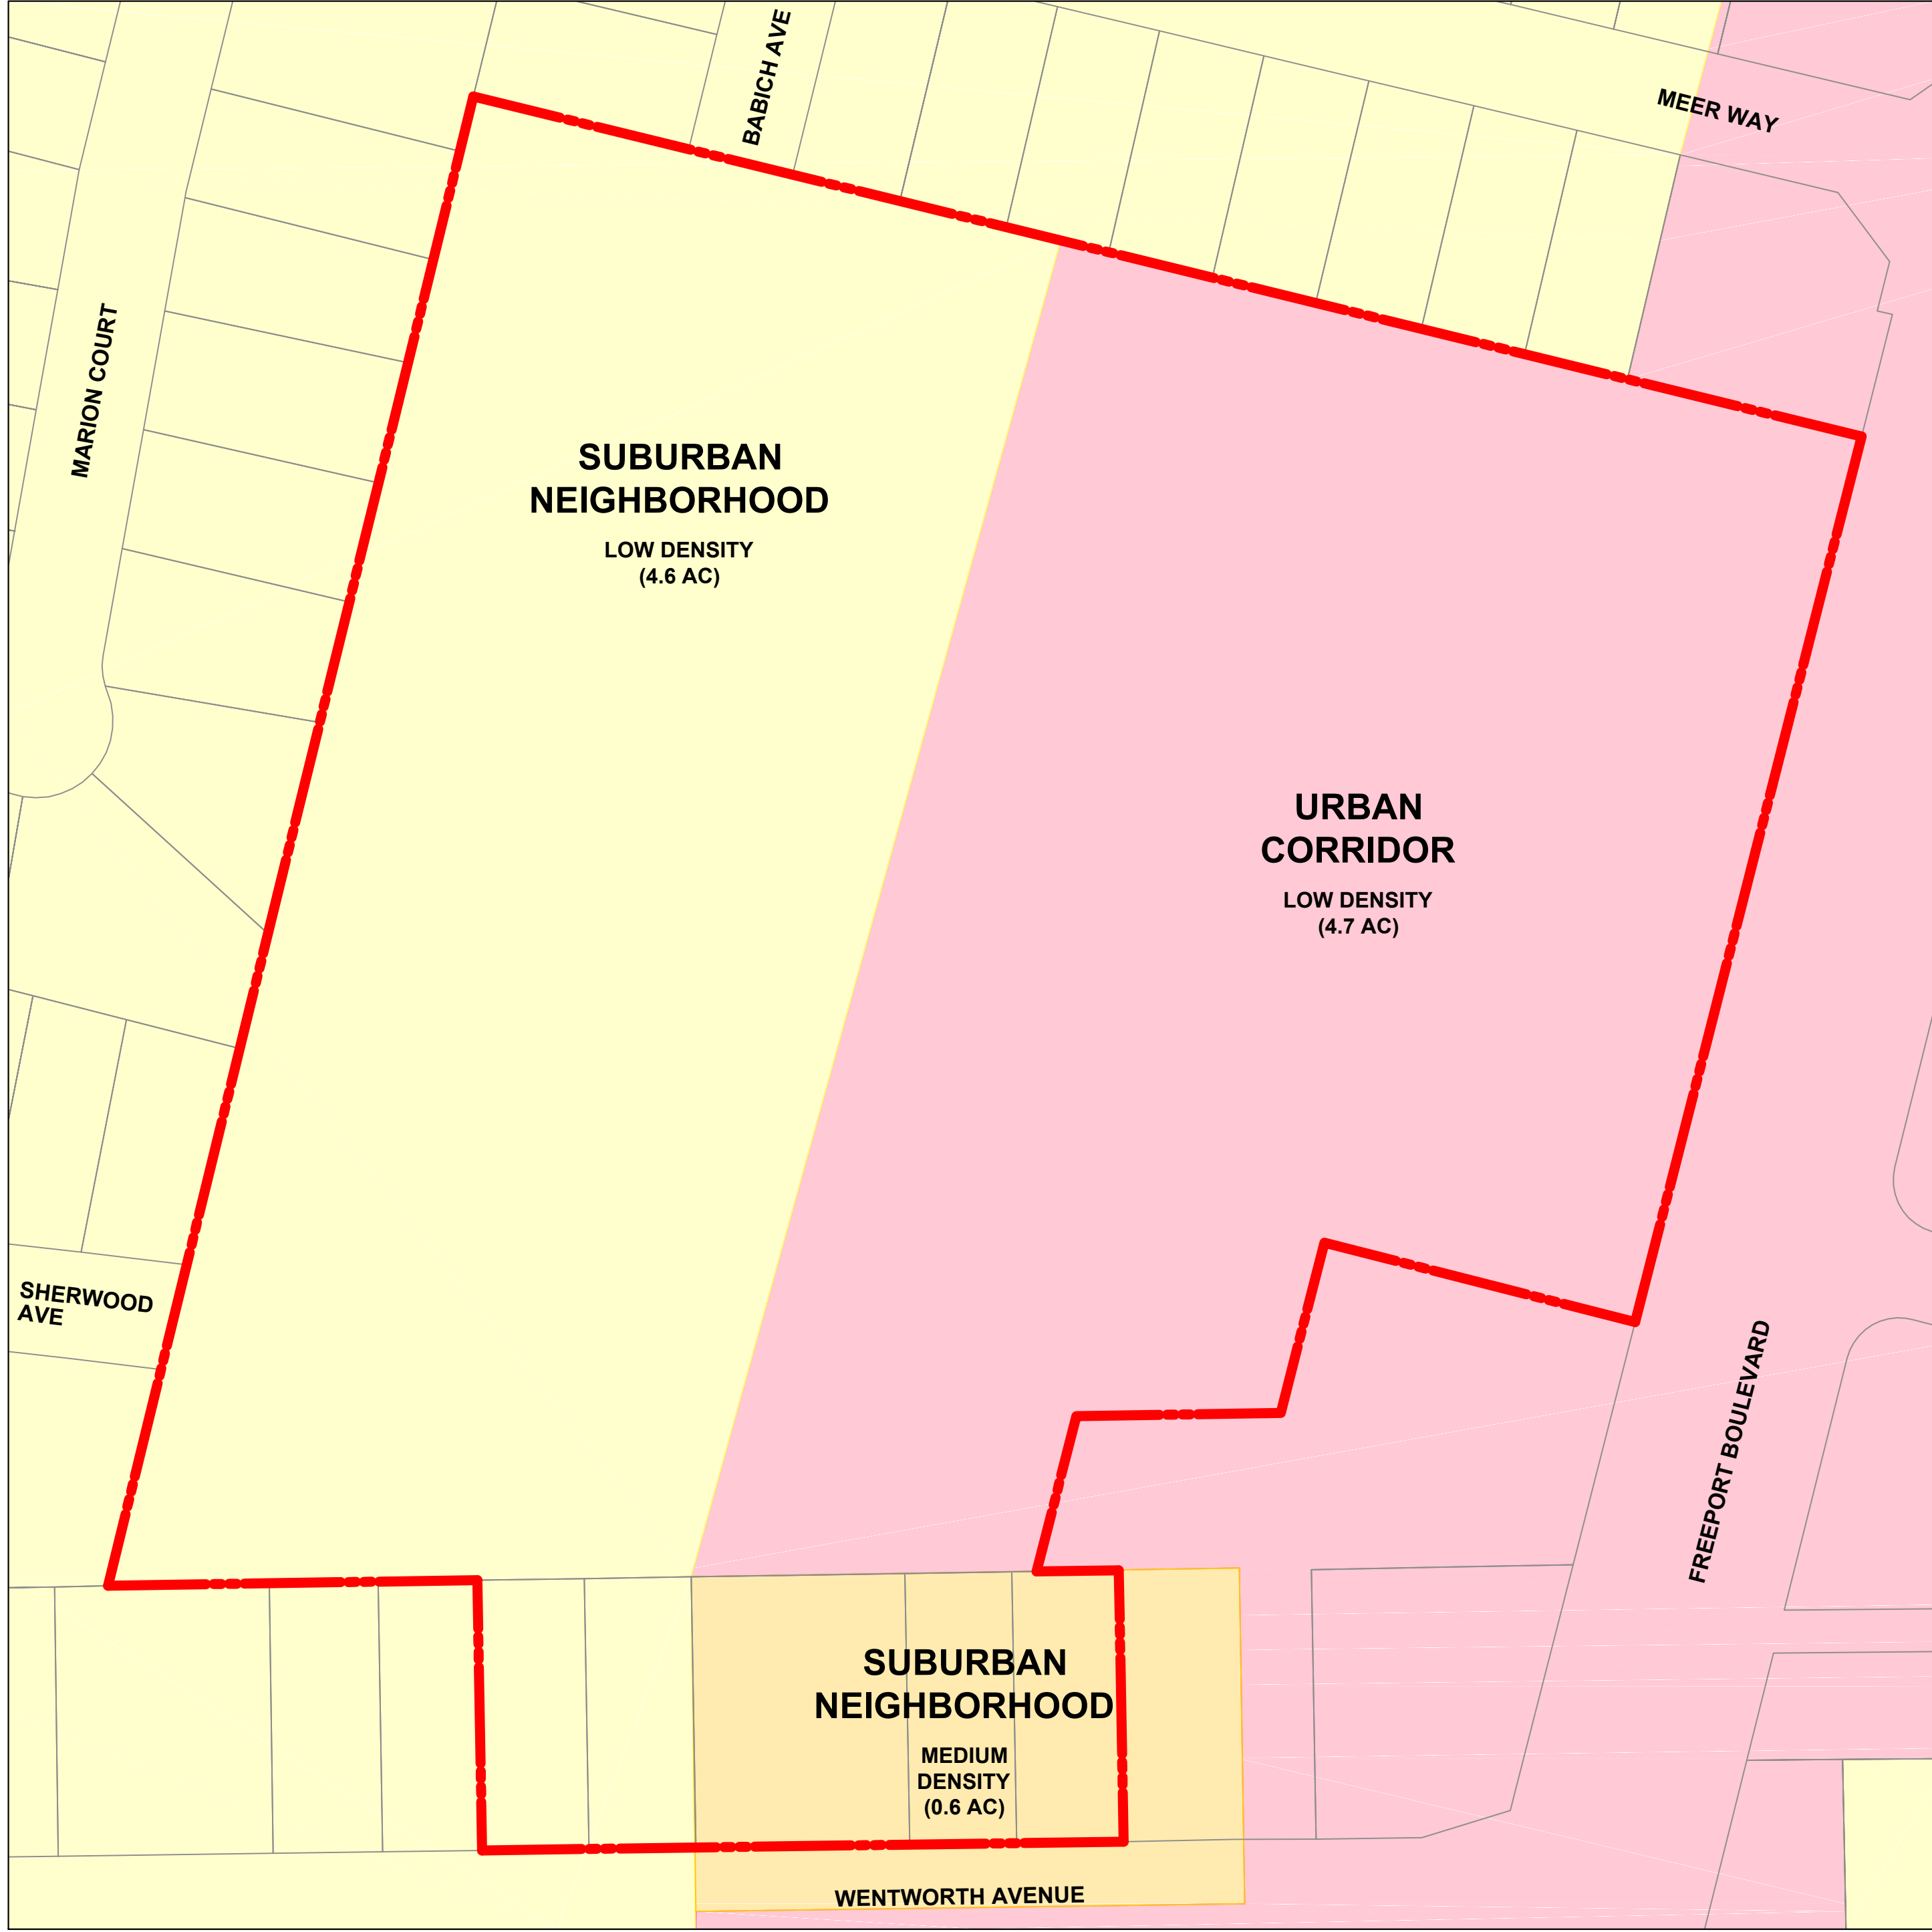 BABICH AVE
MEER WAY
MARION COURT
SUBURBAN
NEIGHBORHOOD
LOW DENSITY
(4.6 AC)
URBAN
CORRIDOR
LOW DENSITY
(4.7 AC)
SHERWOOD
AVE
FREEPORT BOULEVARD
SUBURBAN
NEIGHBORHOOD
MEDIUM
DENSITY
(0.6 AC)
WENTWORTH AVENUE